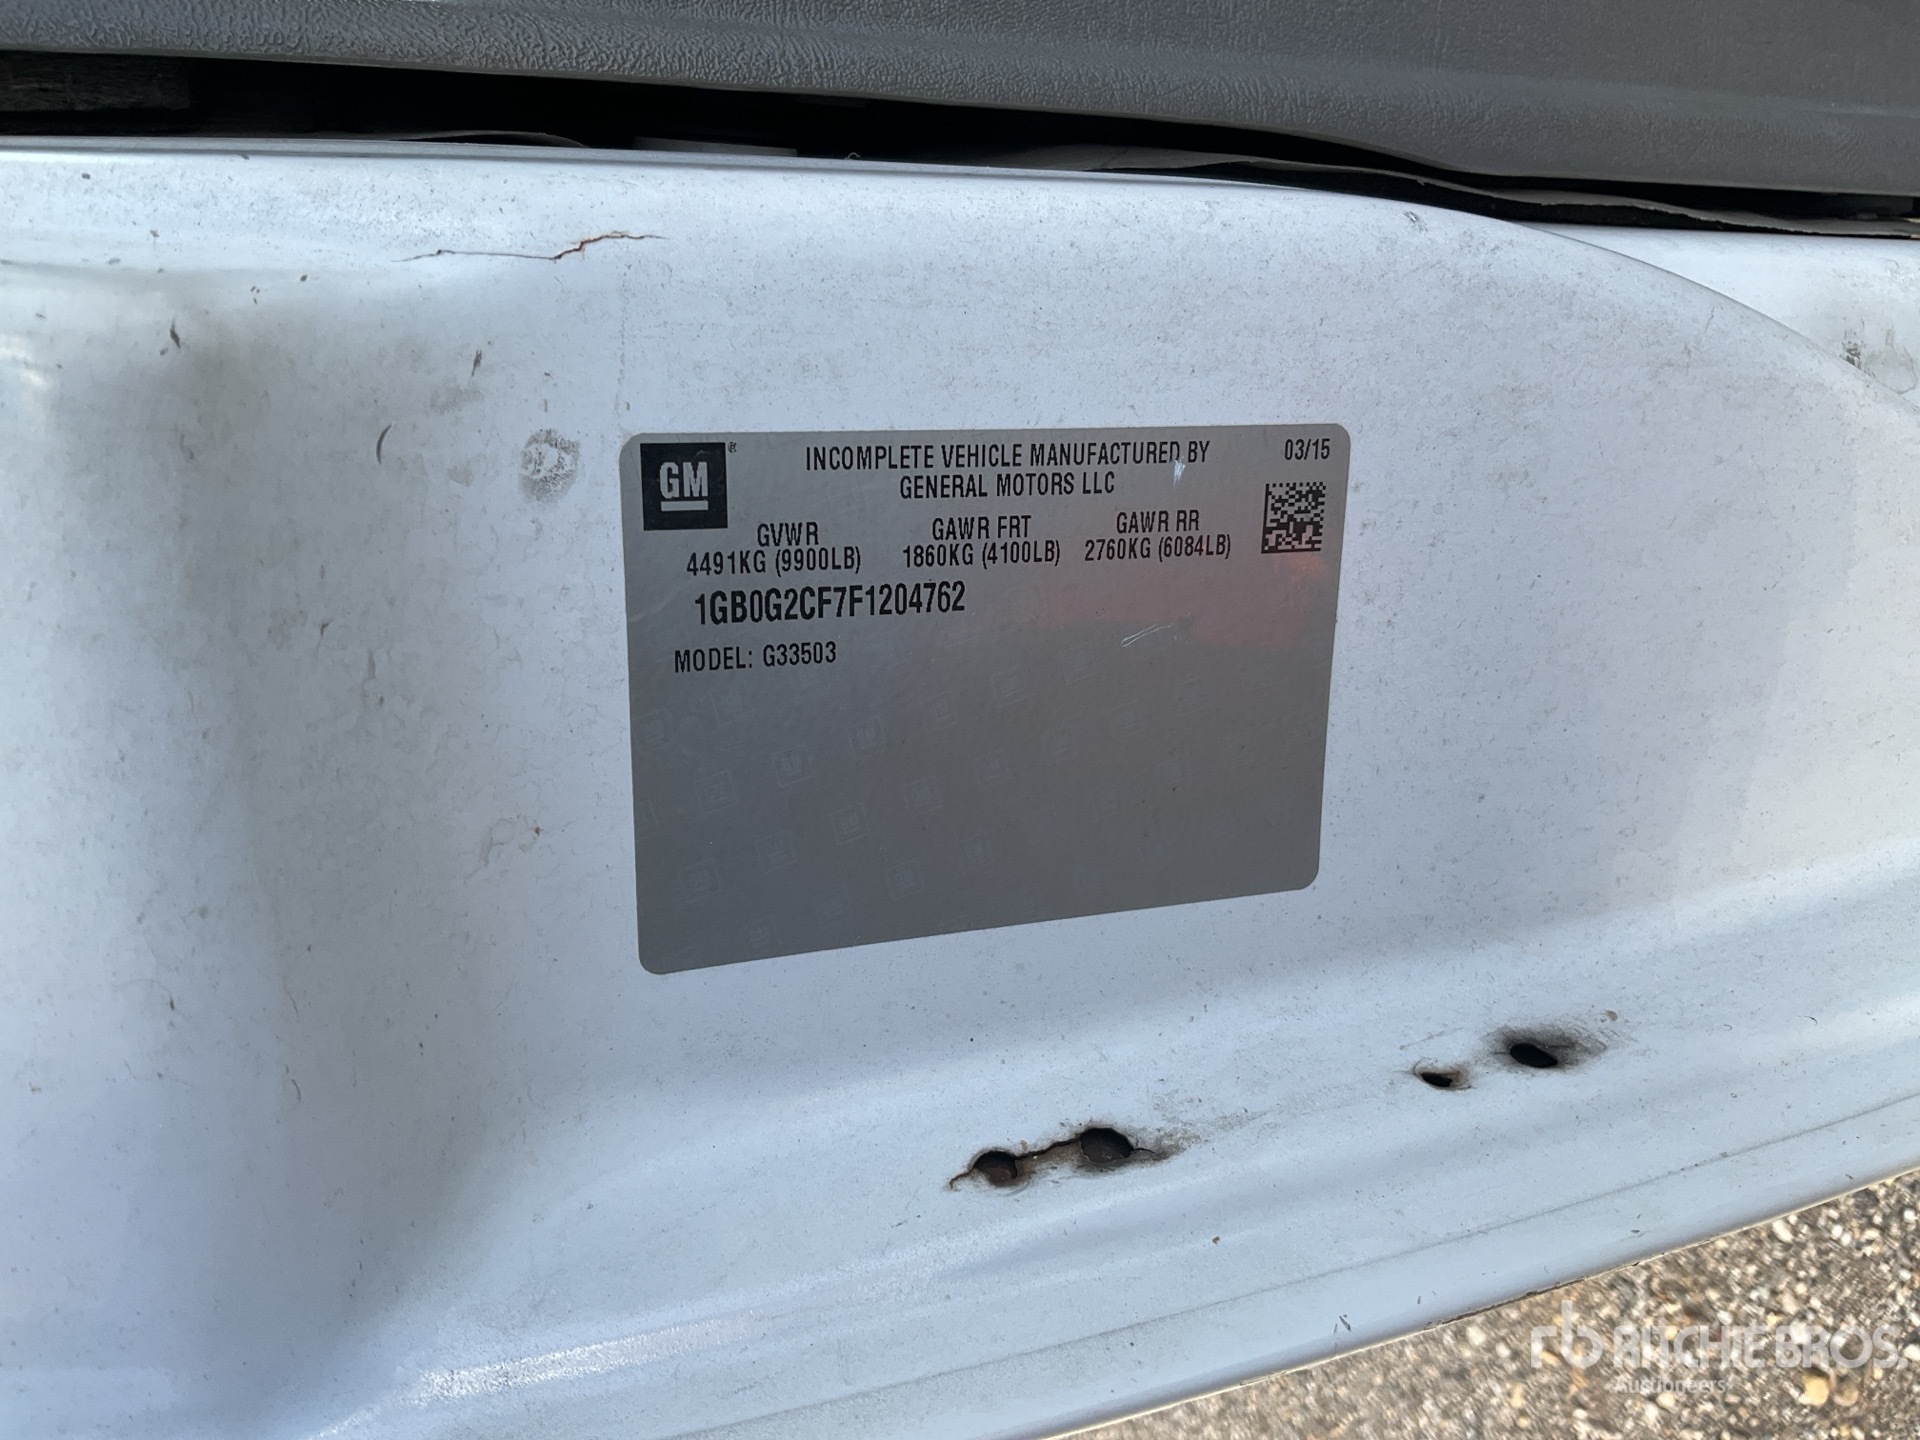 GM®
INCOMPLETE VEHICLE MANUFACTURED BY
GENERAL MOTORS LLC
03/15
GVWR
4491KG (9900LB)
GAWR FRT
1860KG (4100LB)
GAWR RR
2760KG (6084LB)
1GB0G2CF7F1204762
MODEL: G33503
rb RITCHIE BROS.
Auctioneers